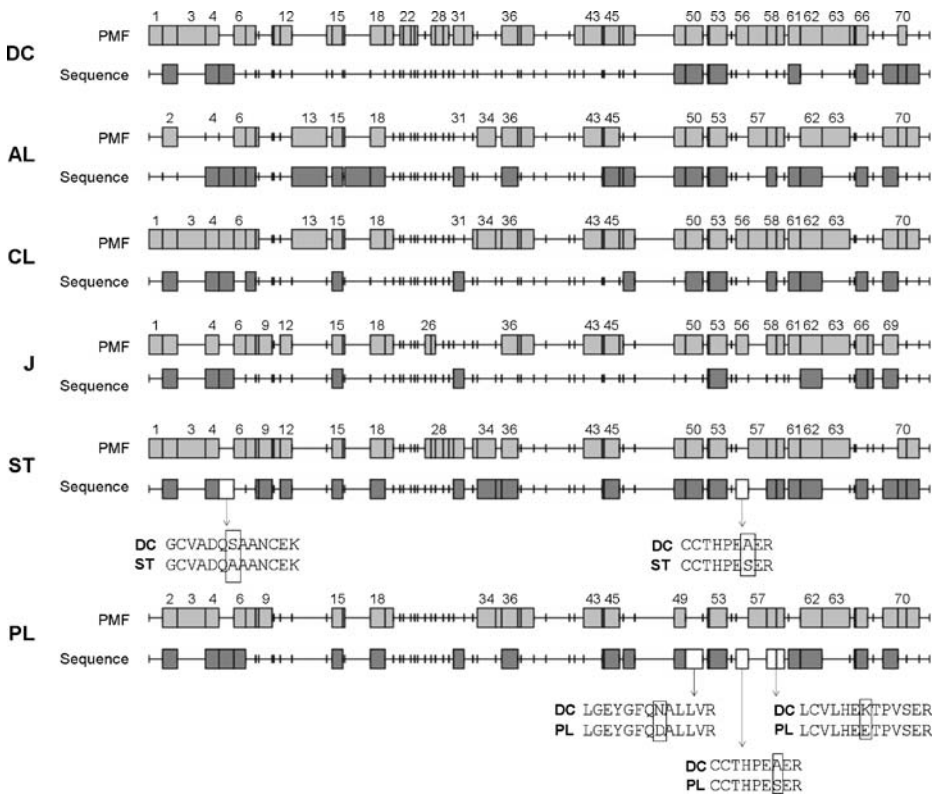 1 3 4 6 12 15 18 22 28 31 36 43 45 50 53 56 58 61 66 70
DC PMF
Sequence
2 4 6 13 15 18 31 34 36 43 45 50 53 57 58 62 63 70
AL PMF
Sequence
1 3 4 6 13 15 18 31 34 36 43 45 50 53 56 58 61 62 63 70
CL PMF
Sequence
1 4 6 9 12 15 18 26 36 43 45 50 53 56 58 61 62 63 66 69
J PMF
Sequence
1 3 4 6 9 12 15 18 28 34 36 43 45 50 53 57 61 62 63 70
ST PMF
Sequence
DC GCVADQSAANCEK DC CCTHPEAER
ST GCVADQAAANCEK ST CCTHPESER
2 3 4 6 9 15 18 34 36 43 45 49 53 57 62 63 70
PL PMF
Sequence
DC LGEYGFQNALLVR DC LCVLHEKTPVSER
PL LGEYGFQDALLVR PL LCVLHEETPVSER
DC CCTHPEAER
PL CCTHPESER